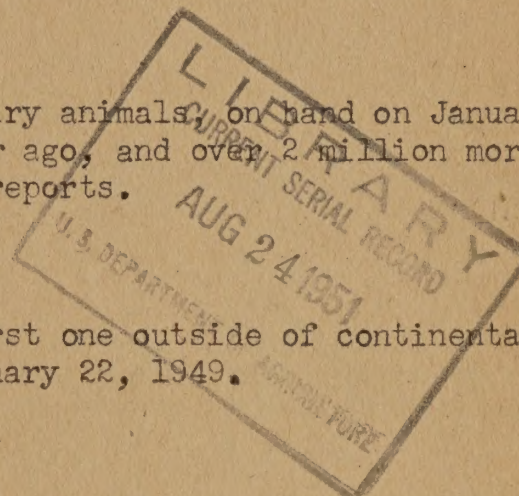 ry animals, on hand on Janua
r ago, and over 2 million mor
reports.
LIBRARY
CURRENT SERIAL RECORD
AUG 24 1951
U. S. DEPARTMENT OF AGRICULTURE
rst one outside of continenta
uary 22, 1949.